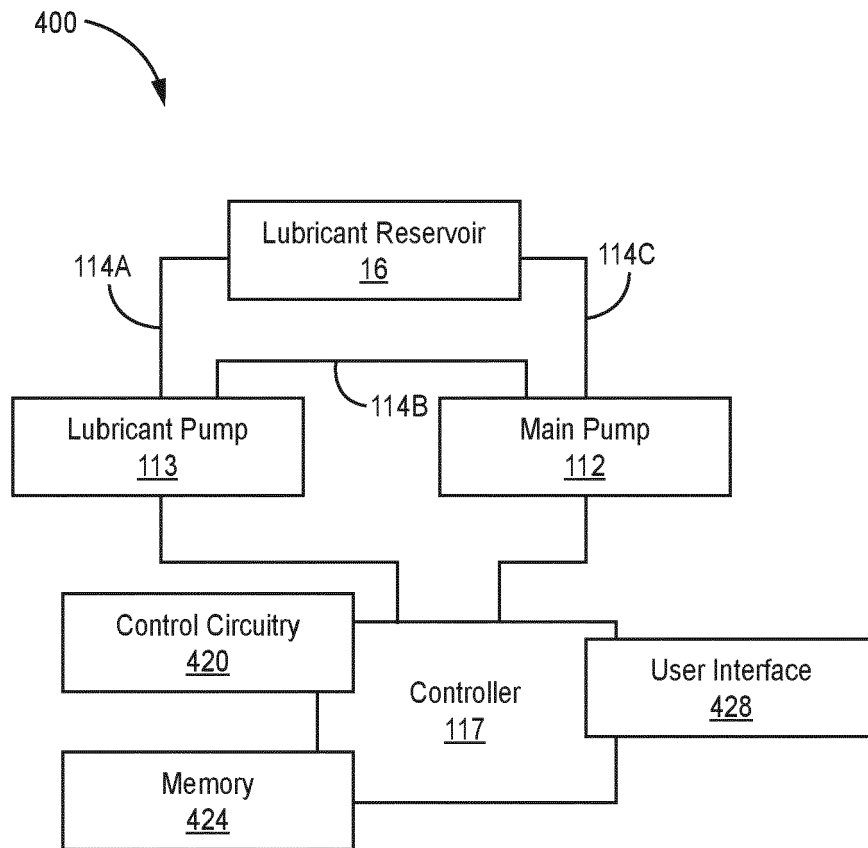 400
Lubricant Reservoir
16
114A
114C
114B
Lubricant Pump
113
Main Pump
112
Control Circuitry
420
Controller
117
User Interface
428
Memory
424